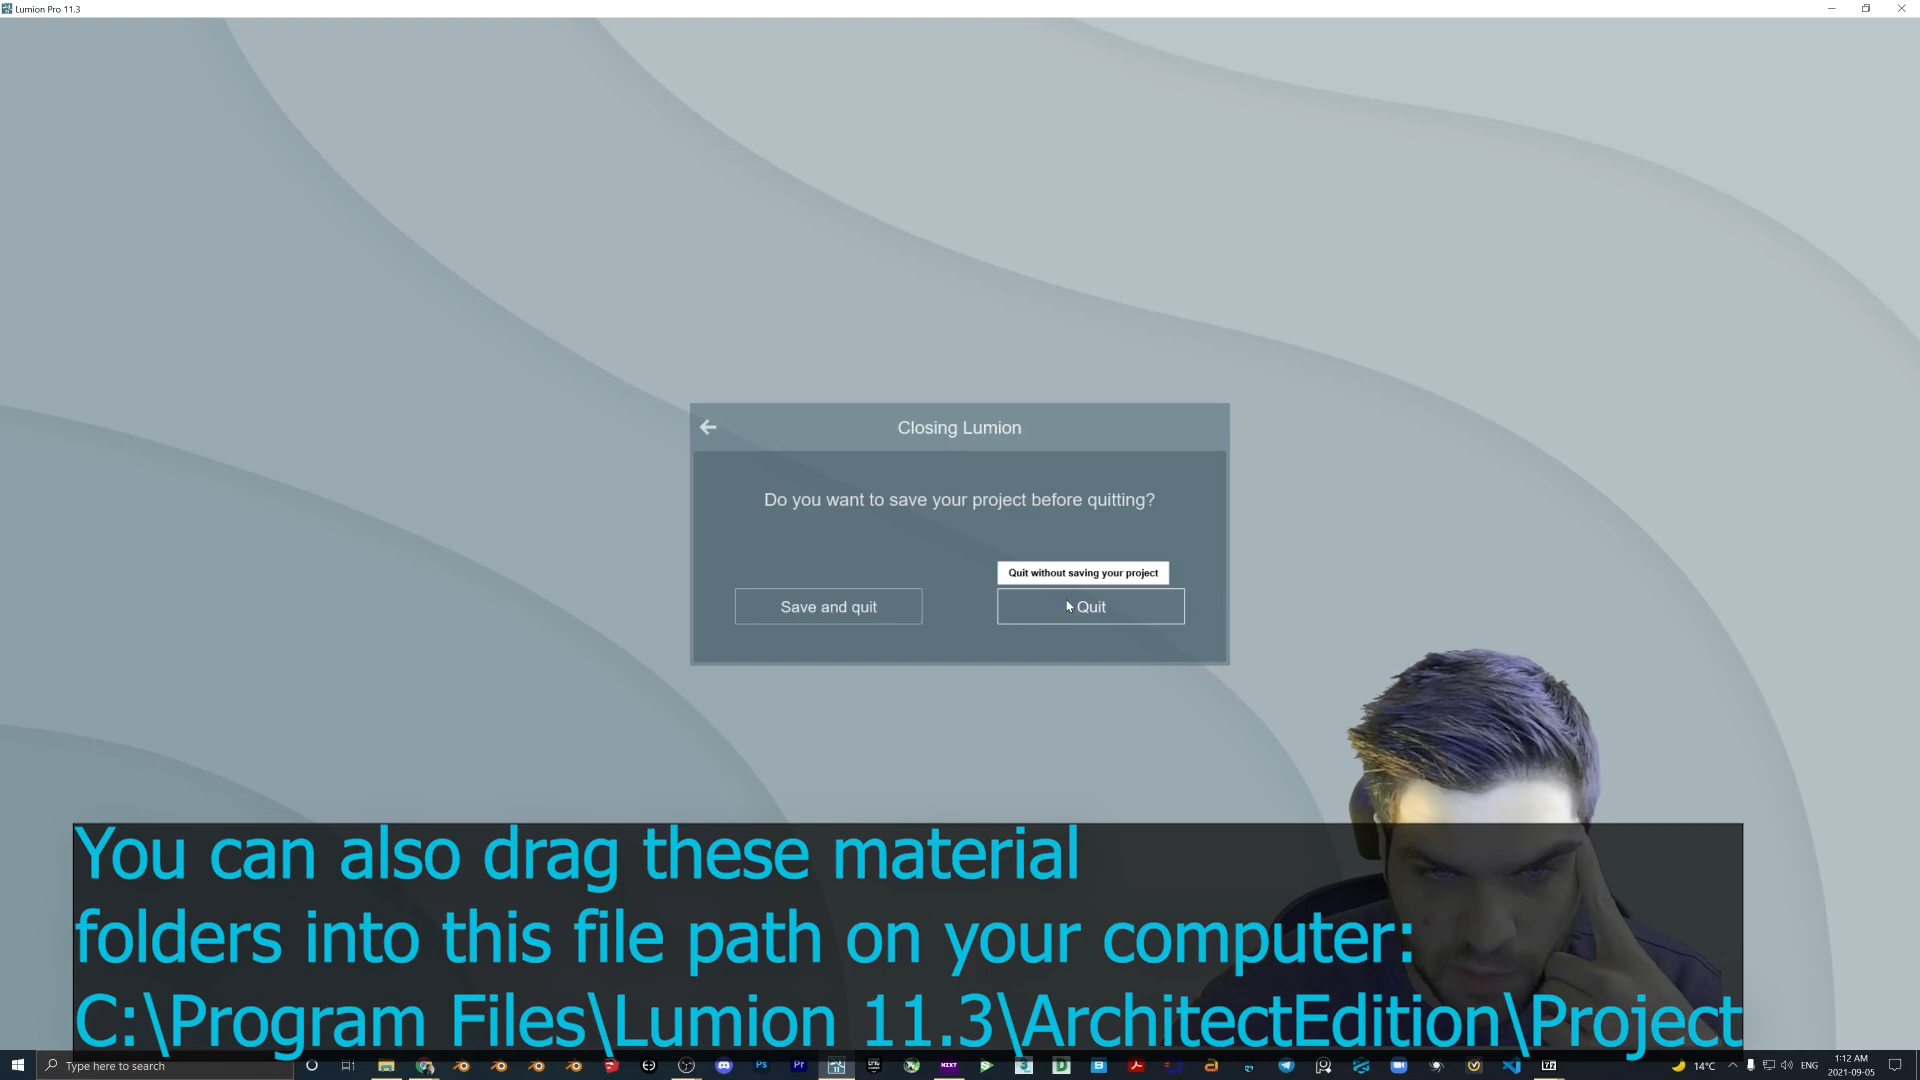 Lumion Pro 11.3
Closing Lumion
Do you want to save your project before quitting?
Quit without saving your project
Save and quit
Quit
You can also drag these material
folders into this file path on your computer:
C:\Program Files\Lumion 11.3\ArchitectEdition\Project
Type here to search
Ps
Pr
NZXT
14°C
ENG
1:12 AM
2021-09-05